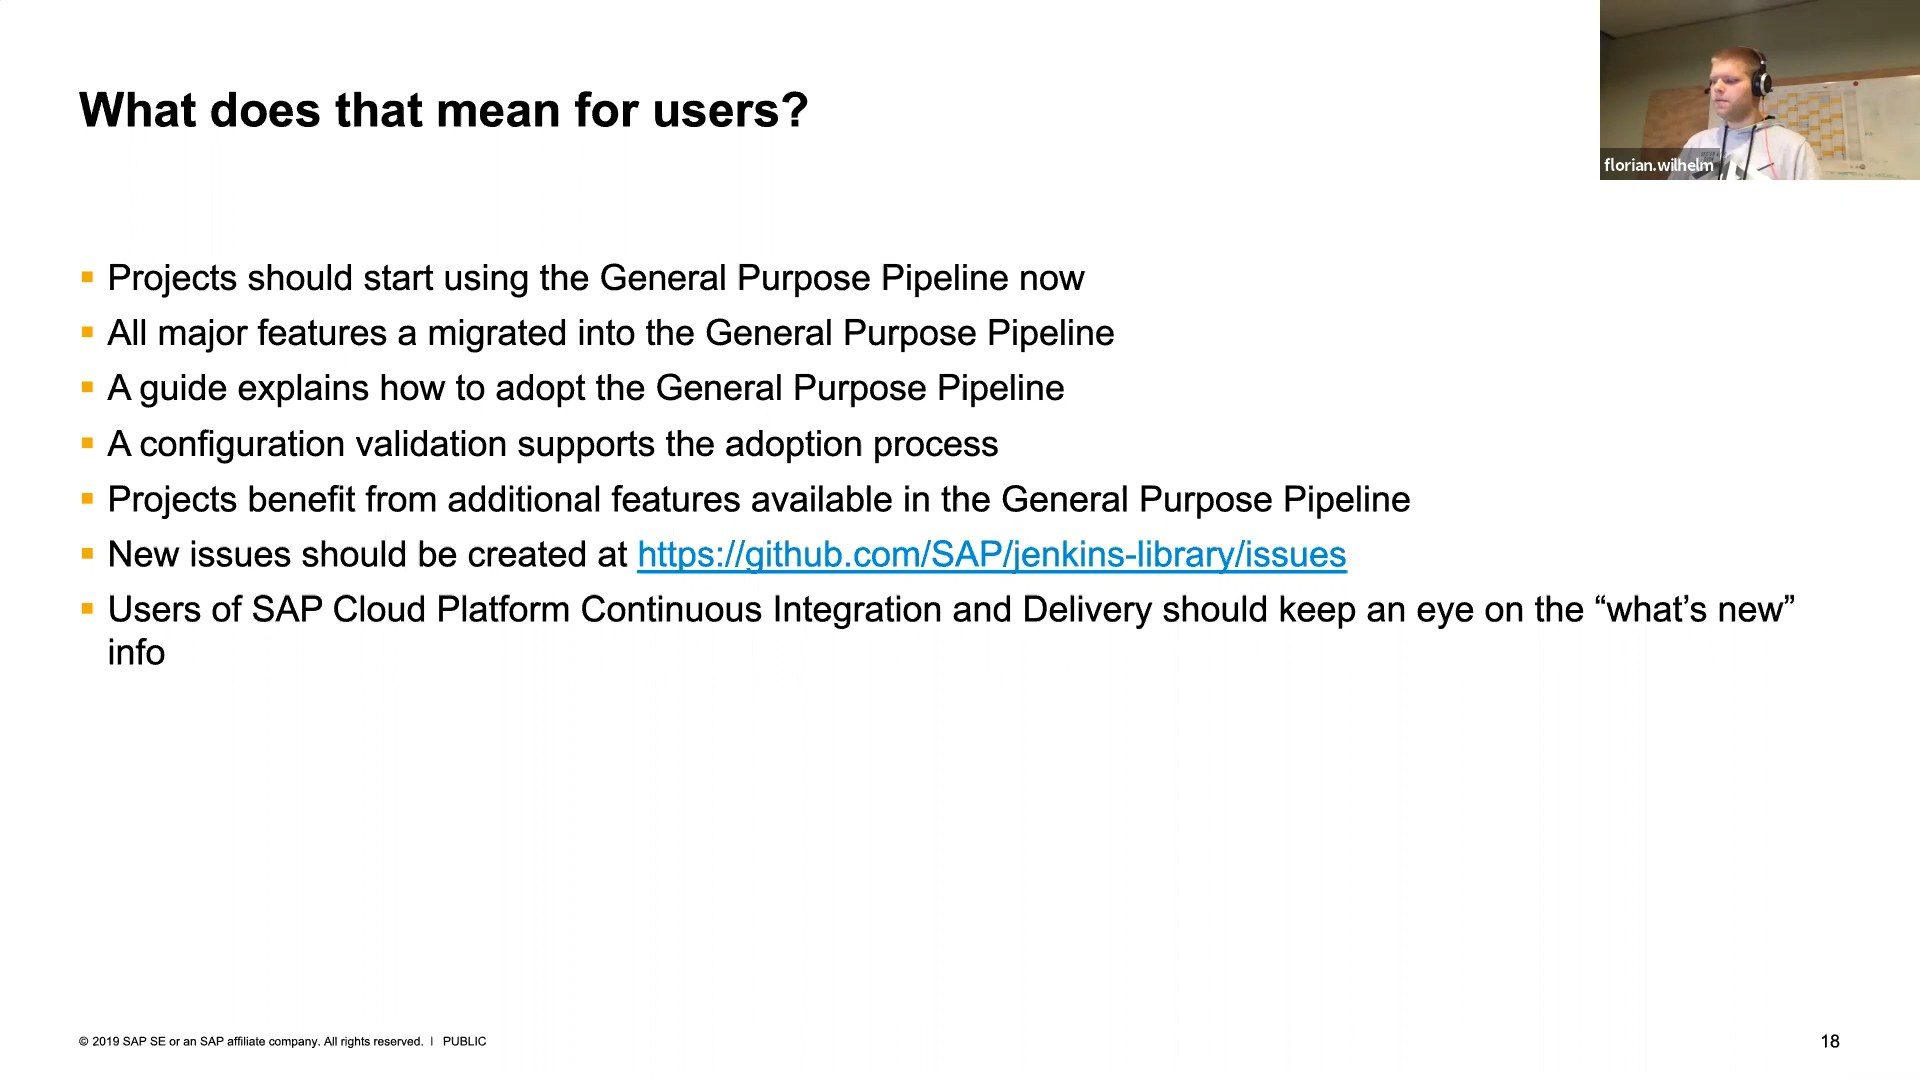 What does that mean for users?
florian.wilhelm
Projects should start using the General Purpose Pipeline now
All major features a migrated into the General Purpose Pipeline
A guide explains how to adopt the General Purpose Pipeline
A configuration validation supports the adoption process
Projects benefit from additional features available in the General Purpose Pipeline
New issues should be created at https://github.com/SAP/jenkins-library/issues
Users of SAP Cloud Platform Continuous Integration and Delivery should keep an eye on the “what’s new”
info
© 2019 SAP SE or an SAP affiliate company. All rights reserved. | PUBLIC
18